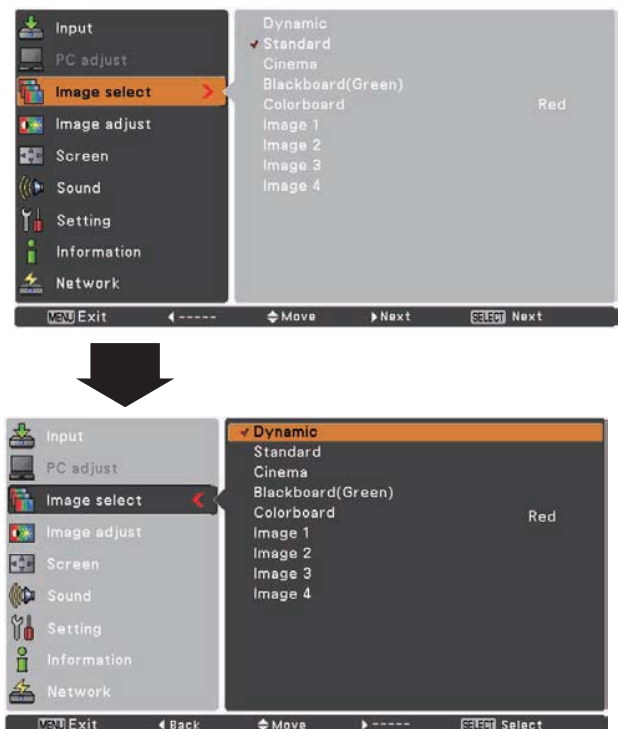 Input
PC adjust
Image select
Image adjust
Screen
Sound
Setting
Information
Network
Dynamic
Standard
Cinema
Blackboard(Green)
Colorboard Red
Image 1
Image 2
Image 3
Image 4
MENU Exit ----- Move Next SELECT Next
Input
PC adjust
Image select
Image adjust
Screen
Sound
Setting
Information
Network
Dynamic
Standard
Cinema
Blackboard(Green)
Colorboard Red
Image 1
Image 2
Image 3
Image 4
MENU Exit Back Move ----- SELECT Select